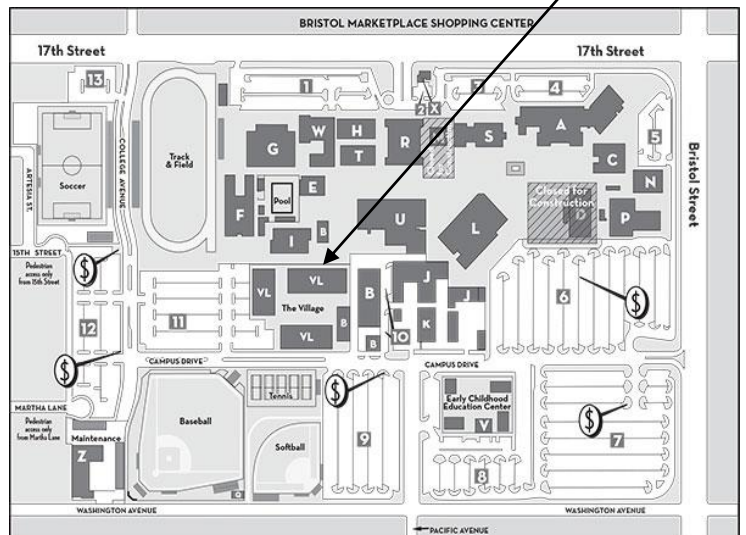 BRISTOL MARKETPLACE SHOPPING CENTER
17th Street
17th Street
13
1
2
X
3
4
5
COLLEGE AVENUE
ARTESIA ST.
Soccer
Track
& Field
G
W
H
T
R
S
A
C
N
P
Closed for
Construction
D
Bristol Street
F
Pool
E
I
B
U
L
15TH STREET
Pedestrian
access only
from 15th Street
$
12
11
VL
VL
The Village
VL
B
B
B
10
J
J
K
6
$
$
CAMPUS DRIVE
CAMPUS DRIVE
MARTHA LANE
Pedestrian
access only
from Martha Lane
Maintenance
Z
Baseball
Tennis
Softball
$
9
Early Childhood
Education Center
V
8
$
7
WASHINGTON AVENUE
WASHINGTON AVENUE
PACIFIC AVENUE